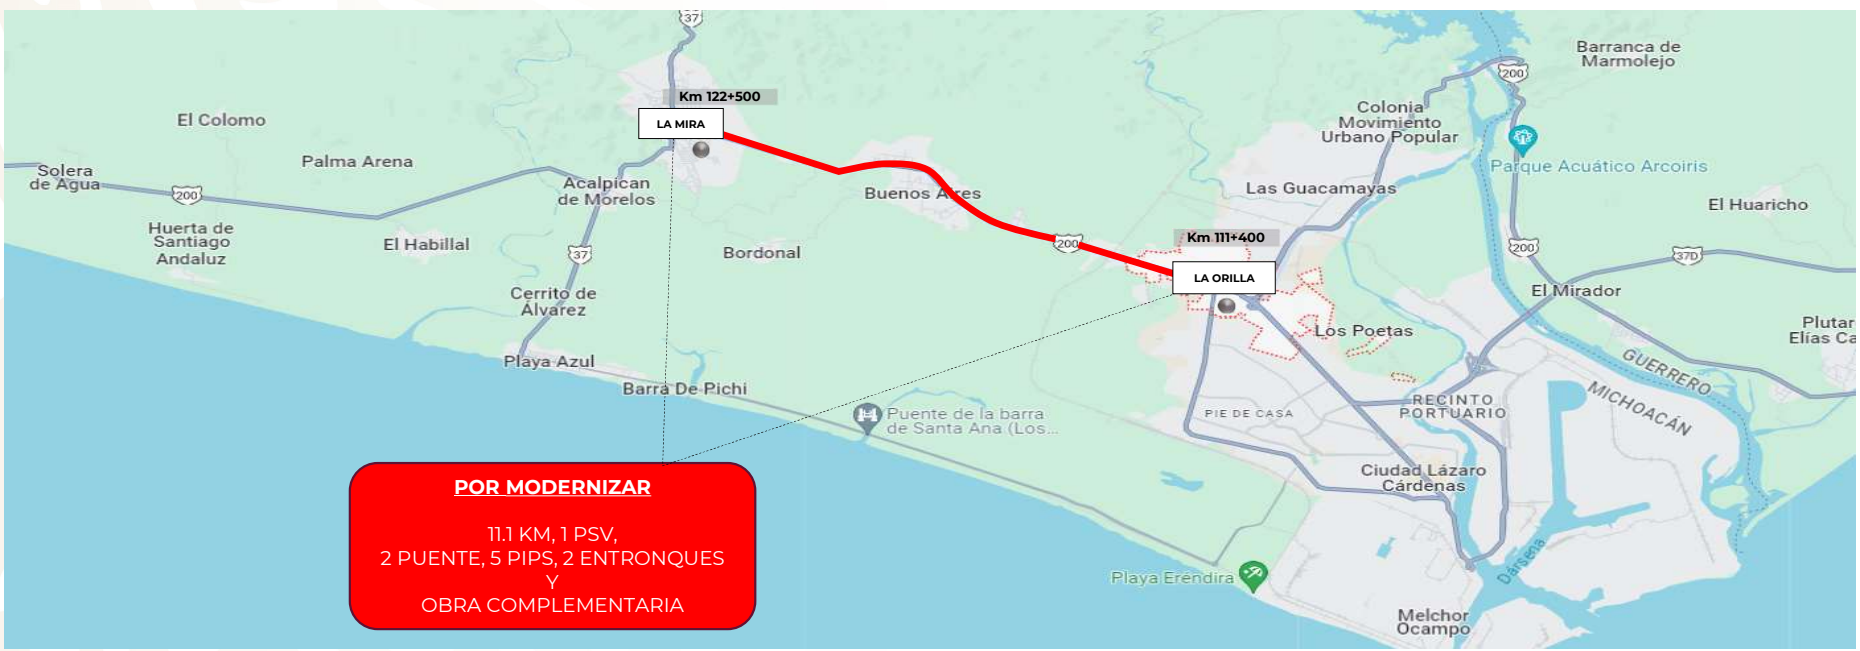 37
Barranca de
Marmolejo
200
Km 122+500
Colonia
Movimiento
Urbano Popular
El Colomo
LA MIRA
Parque Acuático Arcoiris
Palma Arena
Solera
de Agua
200
Acalpican
de Morelos
Buenos Aires
Las Guacamayas
El Huaricho
Huerta de
Santiago
Andaluz
El Habillal
37
Bordonal
200
Km 111+400
200
37D
LA ORILLA
El Mirador
Cerrito de
Álvarez
Los Poetas
Plutar
Elías Ca
Playa Azul
GUERRERO
MICHOACÁN
Barra De Pichi
Puente de la barra
de Santa Ana (Los...
PIE DE CASA
RECINTO
PORTUARIO
Ciudad Lázaro
Cárdenas
POR MODERNIZAR
11.1 KM, 1 PSV,
2 PUENTE, 5 PIPS, 2 ENTRONQUES
Y
OBRA COMPLEMENTARIA
Playa Eréndira
Dársena
Melchor
Ocampo